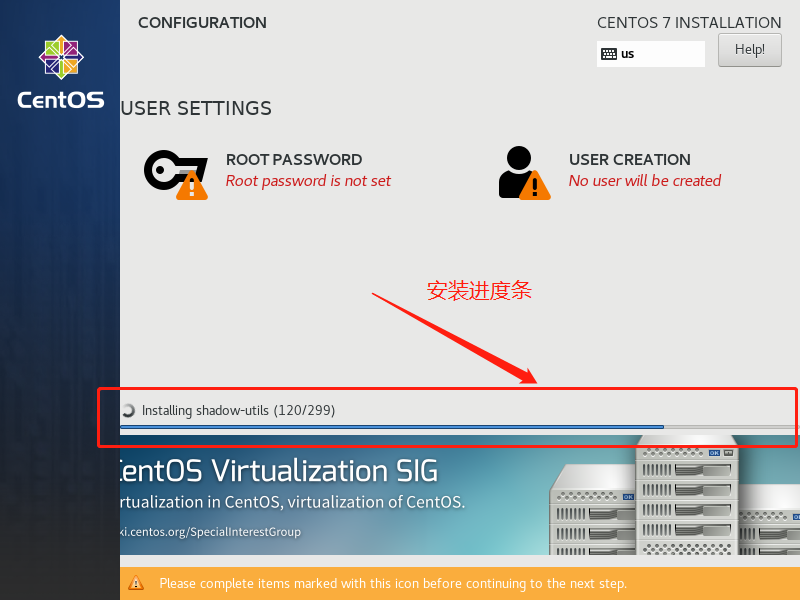 CONFIGURATION
CENTOS 7 INSTALLATION
us
Help!
CentOS
USER SETTINGS
ROOT PASSWORD
Root password is not set
USER CREATION
No user will be created
安装进度条
Installing shadow-utils (120/299)
CentOS Virtualization SIG
rtualization in CentOS, virtualization of CentOS.
ki.centos.org/SpecialInterestGroup
Please complete items marked with this icon before continuing to the next step.